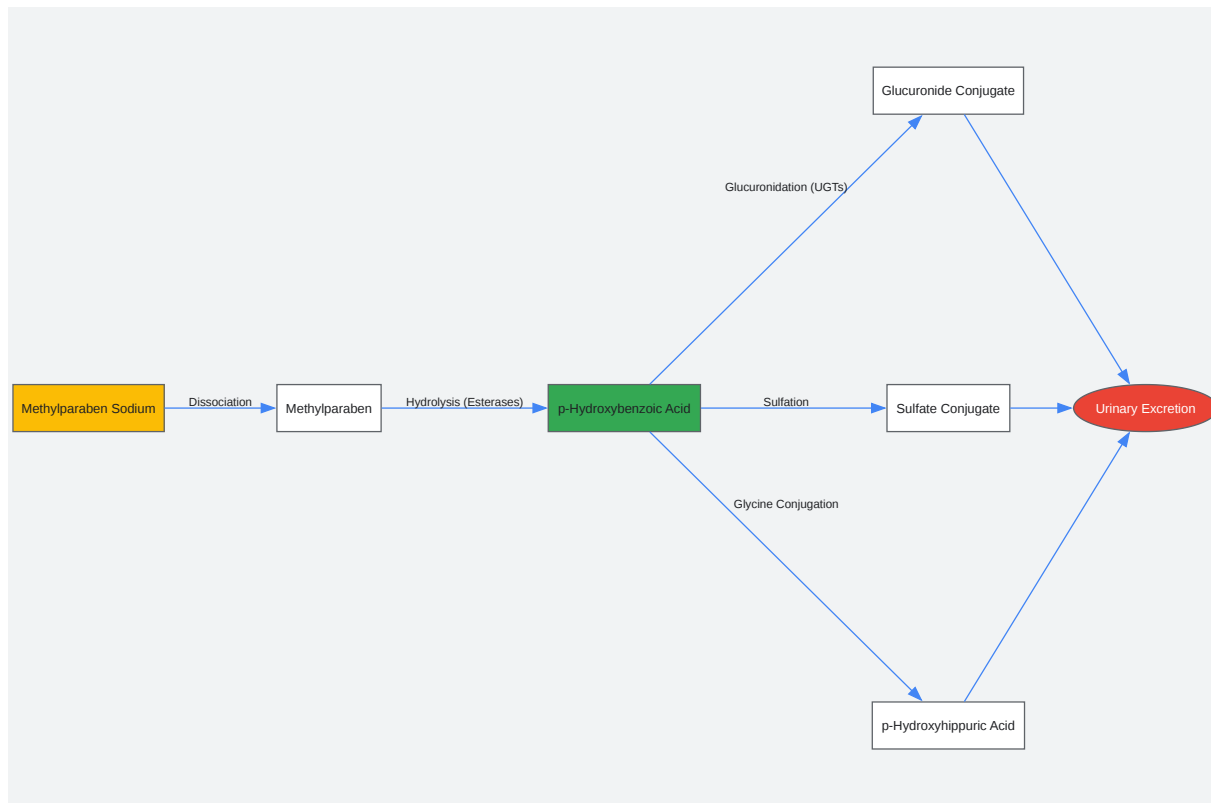 Glucuronide Conjugate
Glucuronidation (UGTs)
Methylparaben Sodium
Dissociation
Methylparaben
Hydrolysis (Esterases)
p-Hydroxybenzoic Acid
Sulfation
Sulfate Conjugate
Urinary Excretion
Glycine Conjugation
p-Hydroxyhippuric Acid